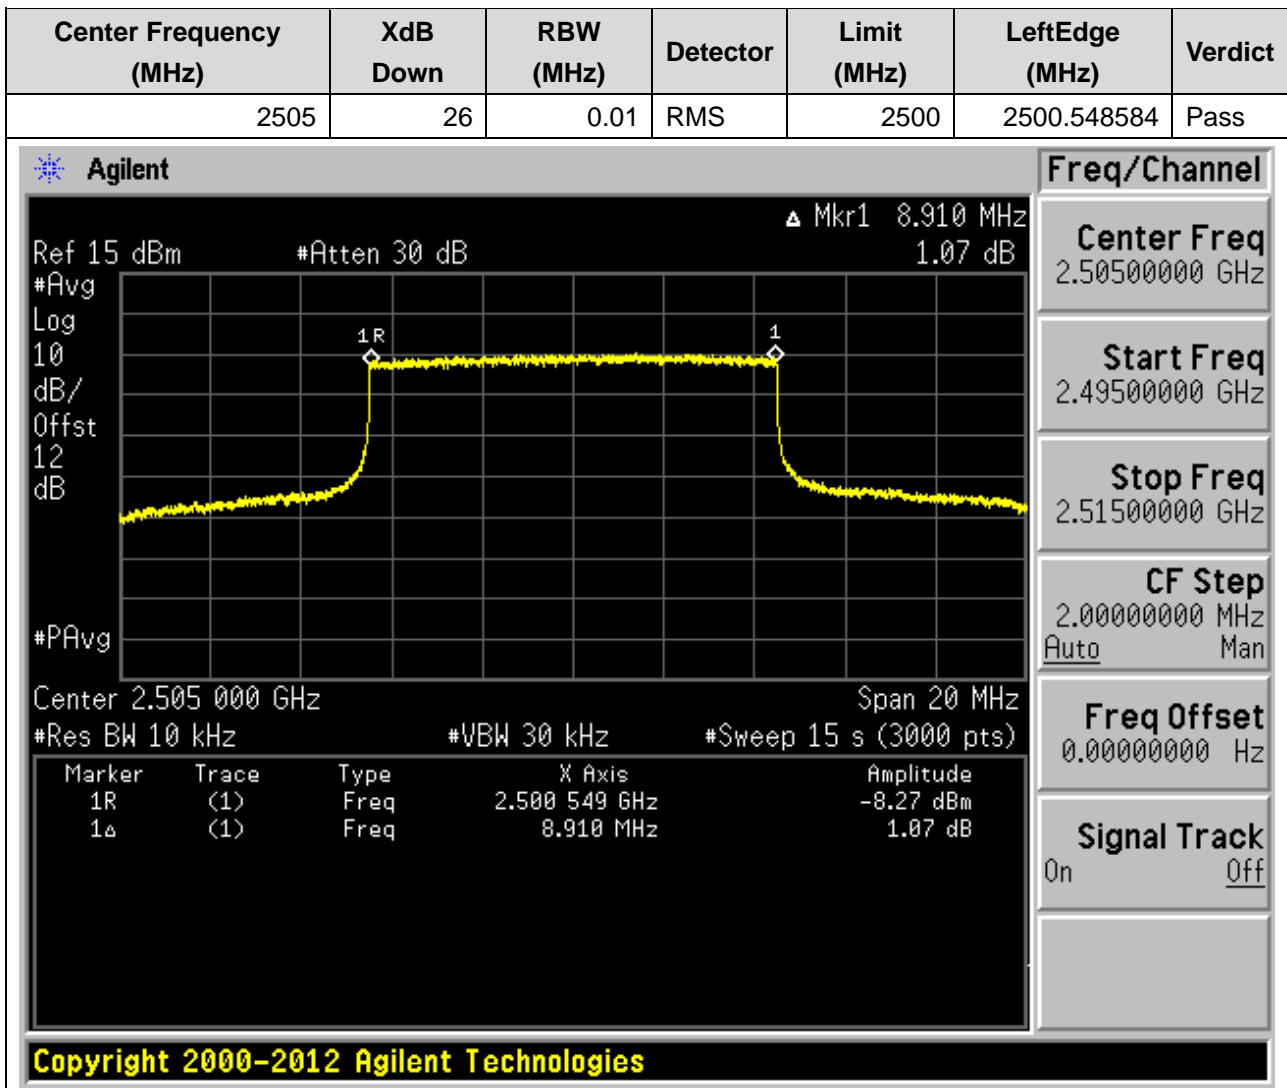 Center Frequency (MHz) XdB Down RBW (MHz) Detector Limit (MHz) LeftEdge (MHz) Verdict
2505 26 0.01 RMS 2500 2500.548584 Pass
Agilent
Freq/Channel
Δ Mkr1 8.910 MHz
Ref 15 dBm #Atten 30 dB 1.07 dB
#Avg
Log
10
dB/
Offst
12
dB
#PAvg
1R
1
Center 2.505 000 GHz Span 20 MHz
#Res BW 10 kHz #VBW 30 kHz #Sweep 15 s (3000 pts)
Marker Trace Type X Axis Amplitude
1R (1) Freq 2.500 549 GHz -8.27 dBm
1Δ (1) Freq 8.910 MHz 1.07 dB
Center Freq
2.50500000 GHz
Start Freq
2.49500000 GHz
Stop Freq
2.51500000 GHz
CF Step
2.00000000 MHz
Auto Man
Freq Offset
0.00000000 Hz
Signal Track
On Off
Copyright 2000-2012 Agilent Technologies